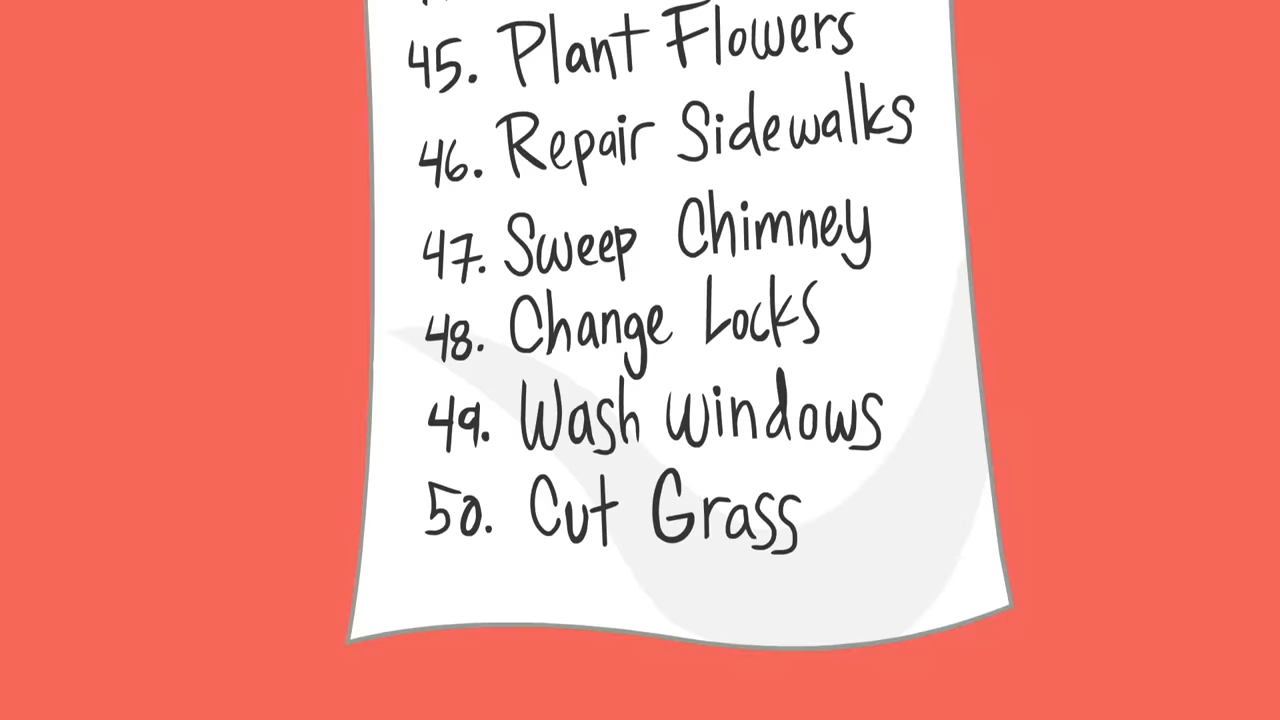 45. Plant Flowers
46. Repair Sidewalks
47. Sweep Chimney
48. Change Locks
49. Wash Windows
50. Cut Grass